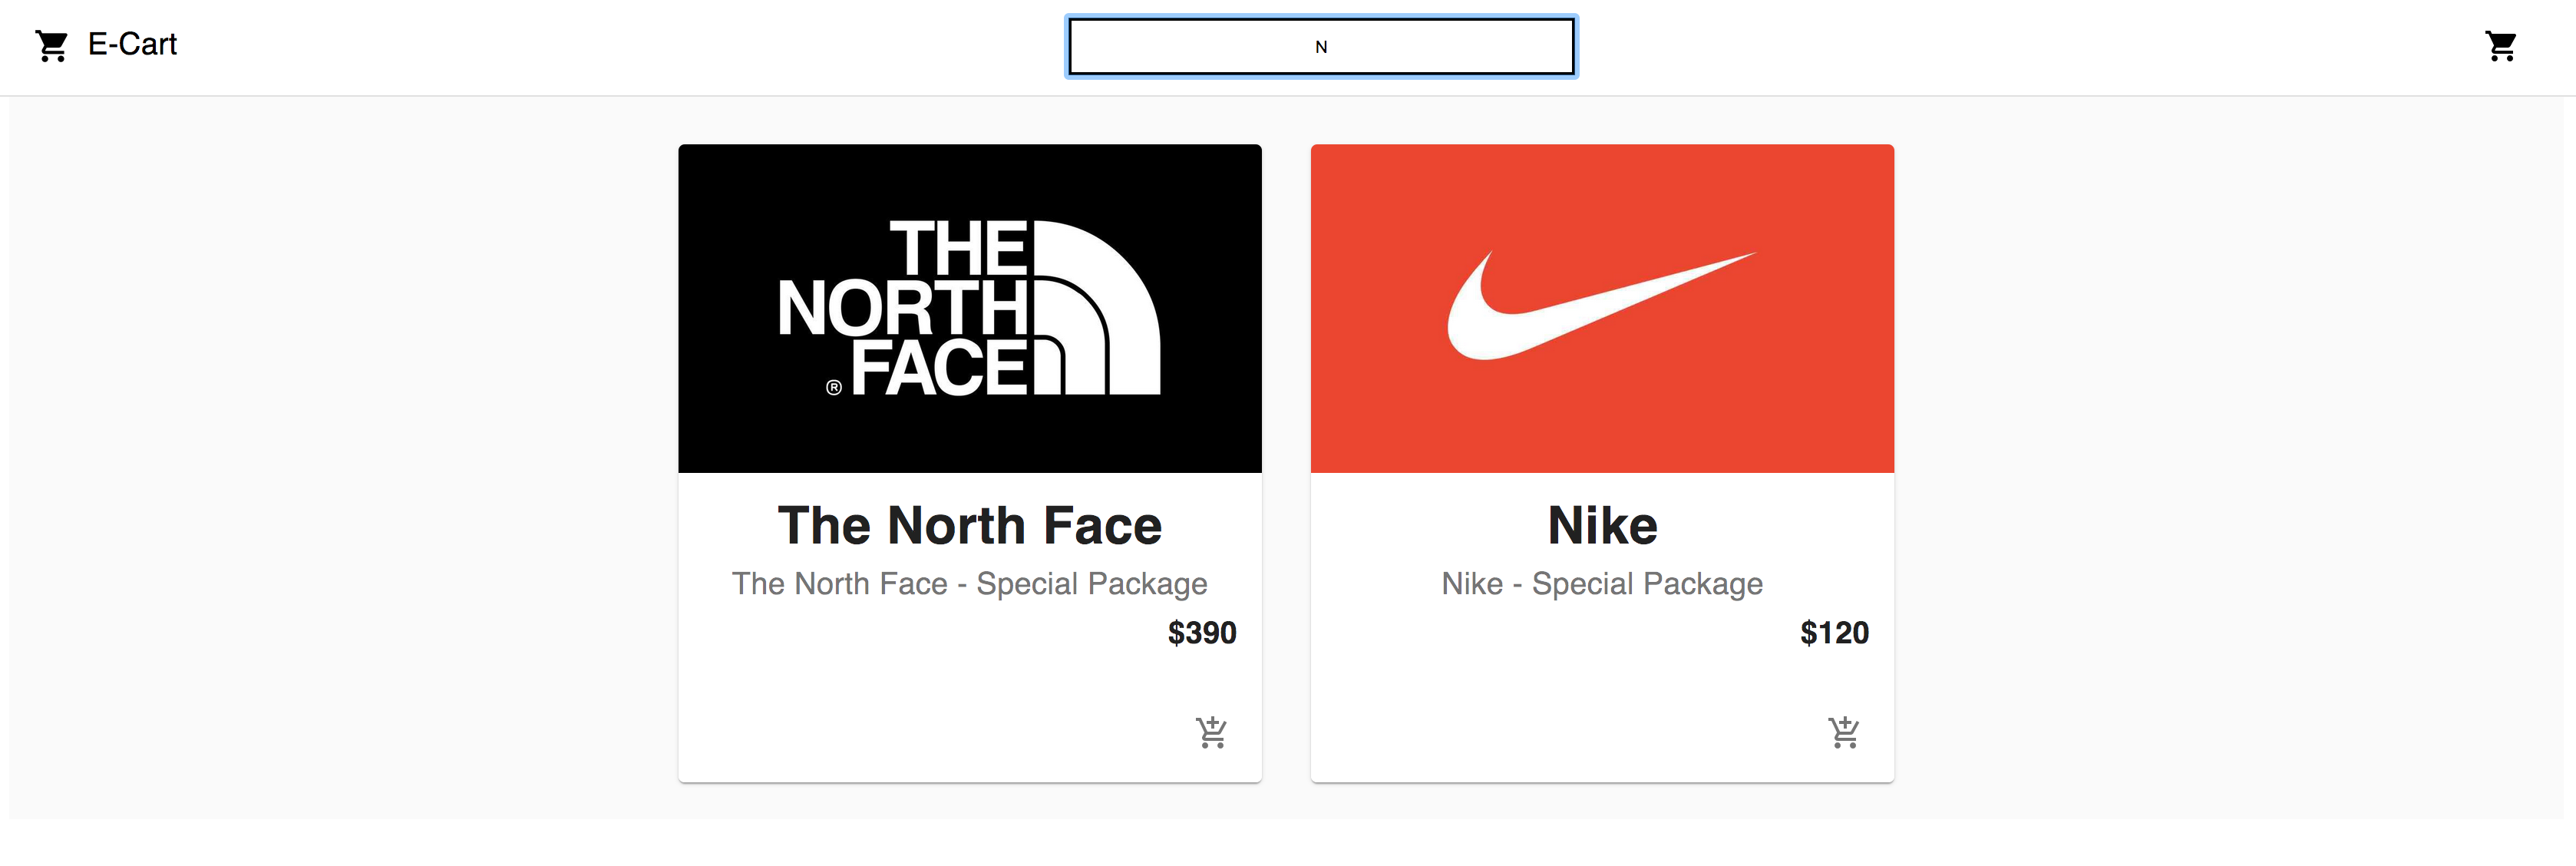 E-Cart
N
THE
NORTH
® FACE
The North Face
The North Face - Special Package
$390
Nike
Nike - Special Package
$120